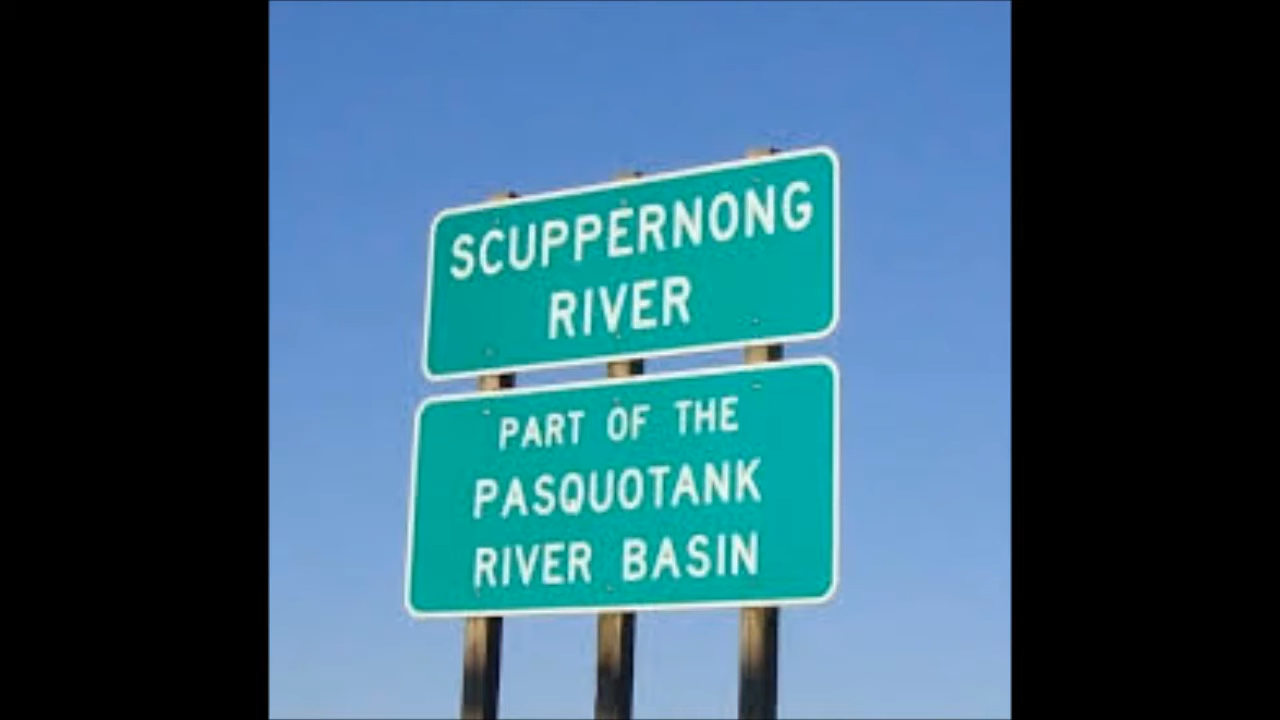 SCUPPERNONG
RIVER
PART OF THE
PASQUOTANK
RIVER BASIN